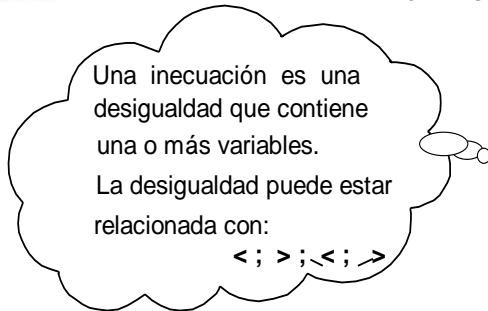 Una inecuación es una
desigualdad que contiene
una o más variables.
La desigualdad puede estar
relacionada con:
< ; > ; < ; >